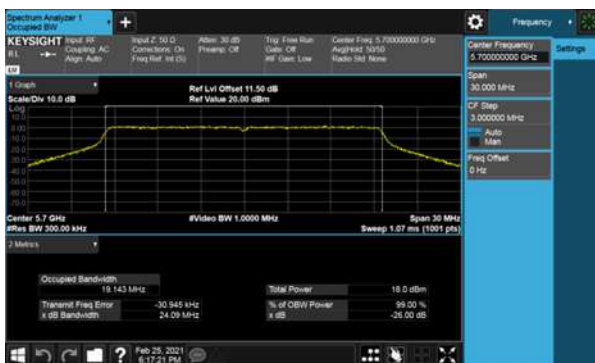 Spectrum Analyzer 1
Occupied BW
+
Frequency
KEYSIGHT
Input: RF
Coupling: AC
Align: Auto
Input Z: 50 Ω
Corrections: On
Freq Ref: Int (S)
Atten: 30 dB
Preamp: Off
Trig: Free Run
Gate: Off
#IF Gain: Low
Center Freq: 5.700000000 GHz
Avg|Hold: 50/50
Radio Std: None
Center Frequency
5.700000000 GHz
Settings
Span
30.000 MHz
CF Step
3.000000 MHz
Auto
Man
Freq Offset
0 Hz
1 Graph
Scale/Div 10.0 dB
Ref Lvl Offset 11.50 dB
Ref Value 20.00 dBm
Log
10.0
0.00
Center 5.7 GHz
#Res BW 300.00 kHz
#Video BW 1.0000 MHz
Span 30 MHz
Sweep 1.07 ms (1001 pts)
2 Metrics
Occupied Bandwidth
19.143 MHz
Total Power
18.0 dBm
Transmit Freq Error
-30.945 kHz
% of OBW Power
99.00 %
x dB Bandwidth
24.09 MHz
x dB
-26.00 dB
?
Feb 25, 2021
6:17:21 PM